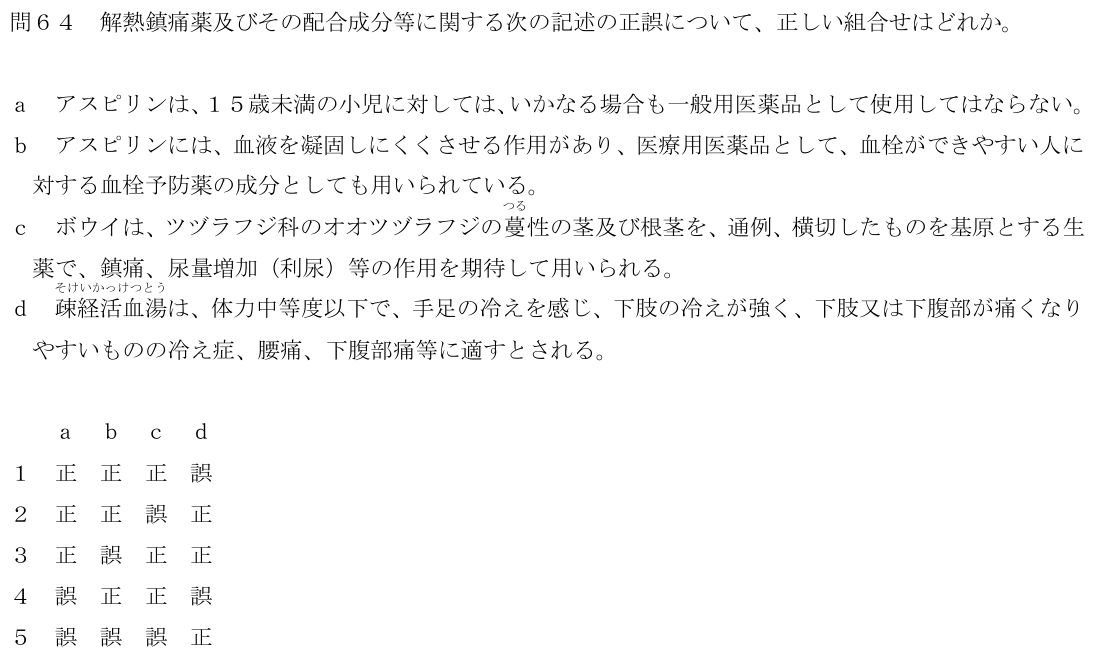 問６４　解熱鎮痛薬及びその配合成分等に関する次の記述の正誤について、正しい組合せはどれか。
a　アスピリンは、１５歳未満の小児に対しては、いかなる場合も一般用医薬品として使用してはならない。
b　アスピリンには、血液を凝固しにくくさせる作用があり、医療用医薬品として、血栓ができやすい人に
対する血栓予防薬の成分としても用いられている。
つる
c　ボウイは、ツヅラフジ科のオオツヅラフジの蔓性の茎及び根茎を、通例、横切したものを基原とする生
薬で、鎮痛、尿量増加（利尿）等の作用を期待して用いられる。
そけいかっけつとう
d　疎経活血湯は、体力中等度以下で、手足の冷えを感じ、下肢の冷えが強く、下肢又は下腹部が痛くなり
やすいものの冷え症、腰痛、下腹部痛等に適すとされる。
a　b　c　d
１　正　正　正　誤
２　正　正　誤　正
３　正　誤　正　正
４　誤　正　正　誤
５　誤　誤　誤　正